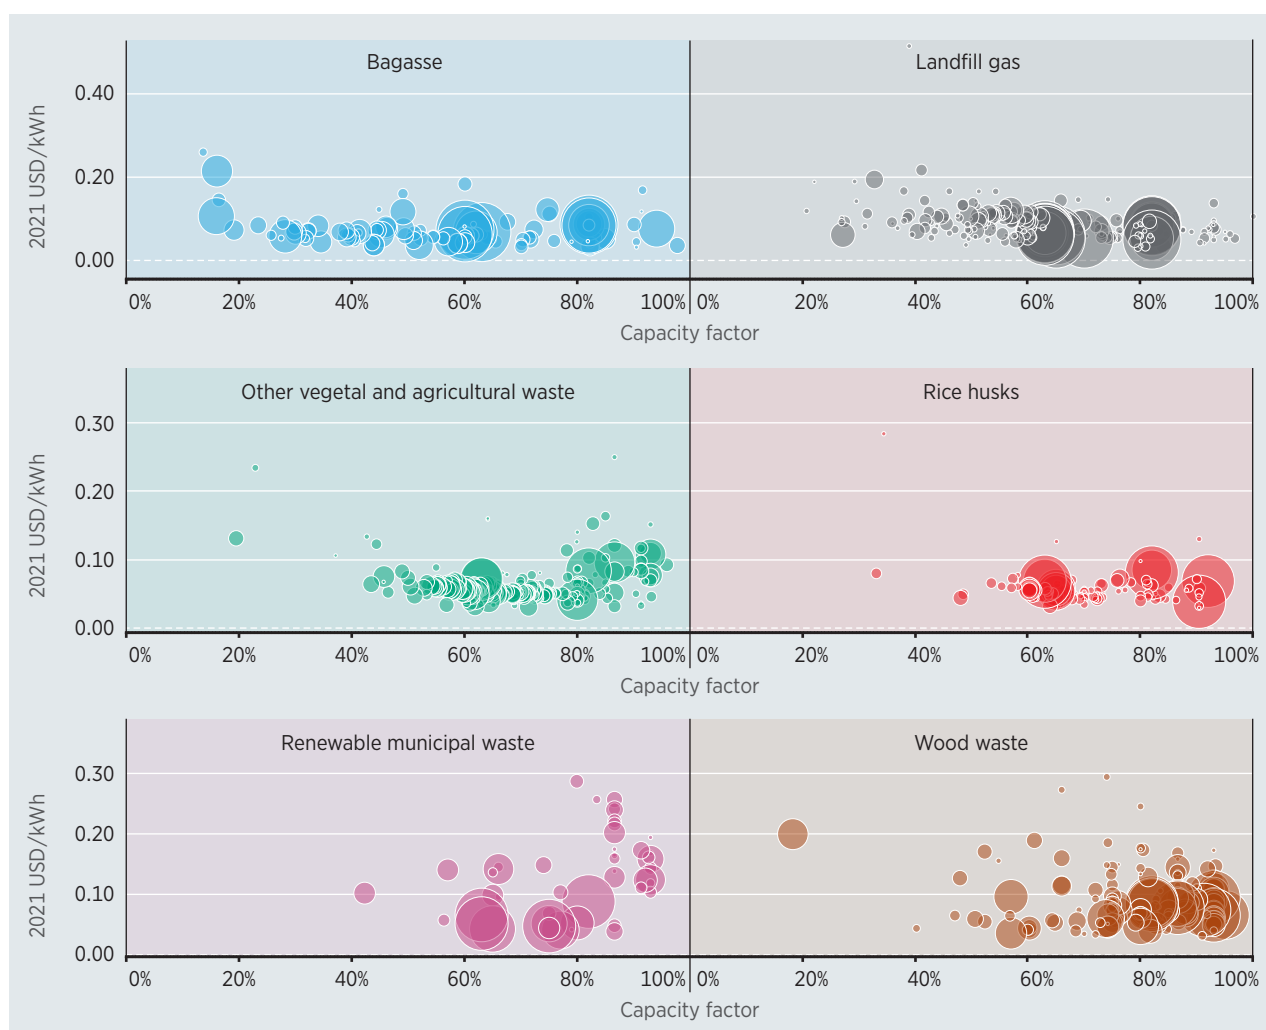 Bagasse
Landfill gas
2021 USD/kWh
0.40
0.20
0.00
0% 20% 40% 60% 80% 100% 0% 20% 40% 60% 80% 100%
Capacity factor
Other vegetal and agricultural waste
Rice husks
2021 USD/kWh
0.30
0.20
0.10
0.00
0% 20% 40% 60% 80% 100% 0% 20% 40% 60% 80% 100%
Capacity factor
Renewable municipal waste
Wood waste
2021 USD/kWh
0.30
0.20
0.10
0.00
0% 20% 40% 60% 80% 100% 0% 20% 40% 60% 80% 100%
Capacity factor